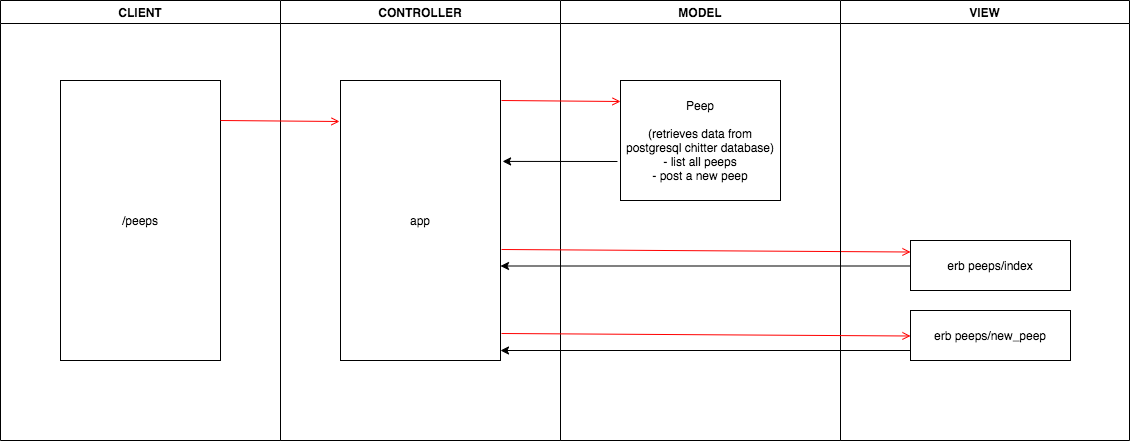 CLIENT
CONTROLLER
MODEL
VIEW
/peeps
app
Peep
(retrieves data from
postgresql chitter database)
- list all peeps
- post a new peep
erb peeps/index
erb peeps/new_peep